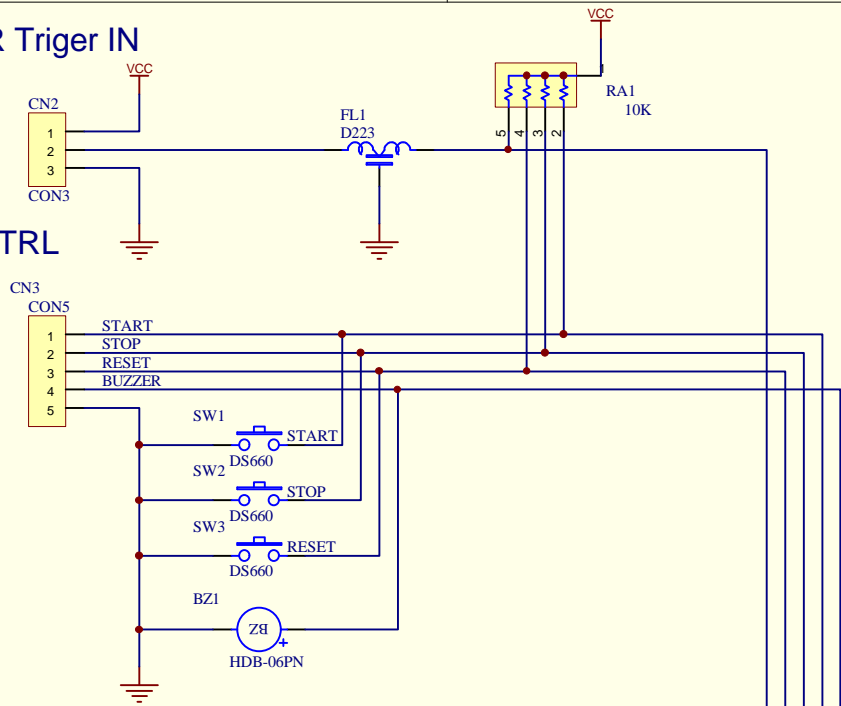 R Triger IN
VCC
VCC
CN2
1
2
3
CON3
FL1
D223
1
RA1
10K
5
4
3
2
TRL
CN3
CON5
1
2
3
4
5
START
STOP
RESET
BUZZER
SW1
START
DS660
SW2
STOP
DS660
SW3
RESET
DS660
BZ1
BZ
+
HDB-06PN